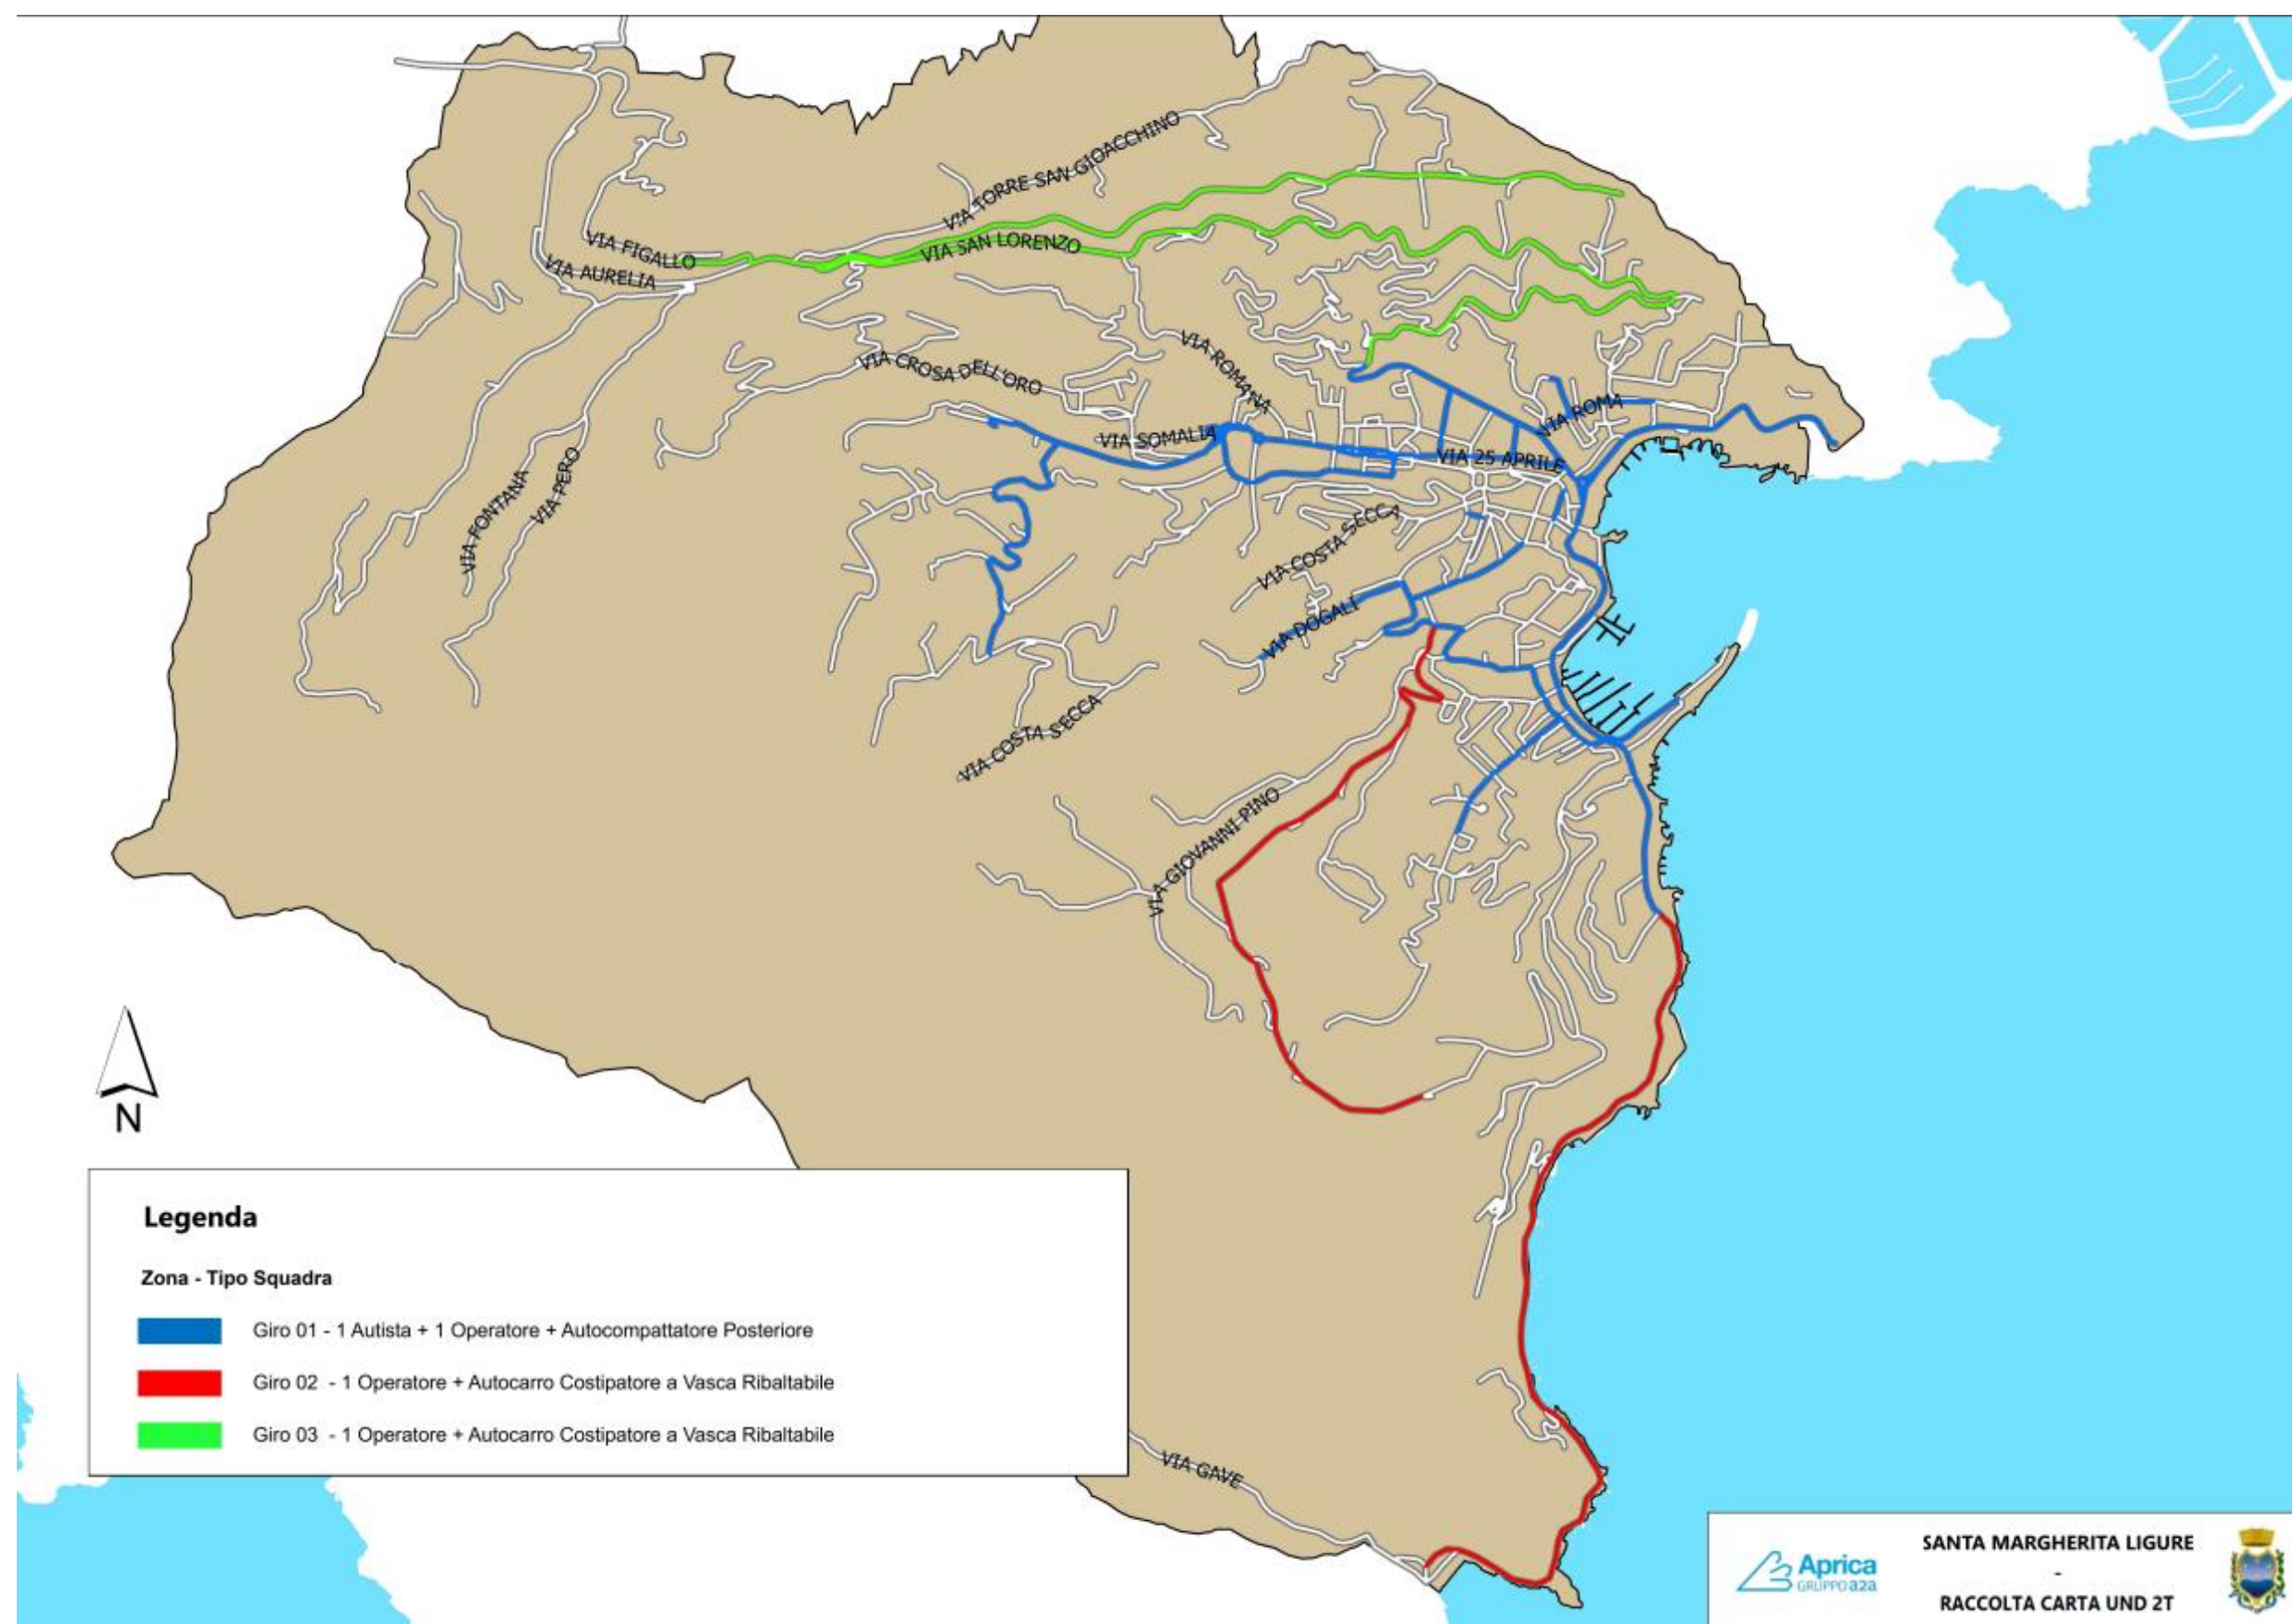 VIA TORRE SAN GIOACCHINO
VIA FIGALLO
VIA SAN LORENZO
VIA AURELIA
VIA ROMANA
VIA CROSA DELL'ORO
VIA ROMA
VIA SOMALIA
VIA 25 APRILE
VIA FONTANA
VIA PERO
VIA COSTA SECCA
VIA DOGALI
VIA COSTA SECCA
VIA GIOVANNI PINO
N
Legenda
Zona - Tipo Squadra
Giro 01 - 1 Autista + 1 Operatore + Autocompattatore Posteriore
Giro 02 - 1 Operatore + Autocarro Costipatore a Vasca Ribaltabile
Giro 03 - 1 Operatore + Autocarro Costipatore a Vasca Ribaltabile
VIA GAVE
Aprica
GRUPPO a2a
SANTA MARGHERITA LIGURE
-
RACCOLTA CARTA UND 2T